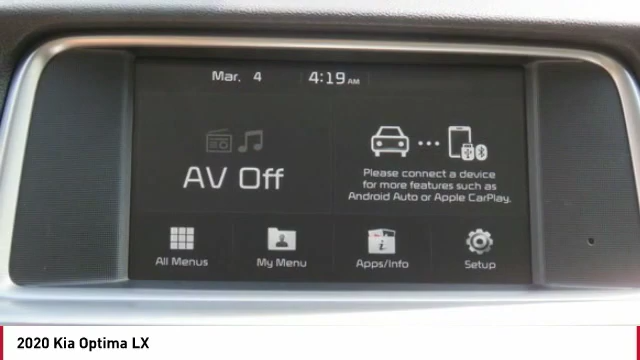 Mar. 4 4:19 AM
AV Off
Please connect a device
for more features such as
Android Auto or Apple CarPlay.
All Menus
My Menu
Apps/Info
Setup
2020 Kia Optima LX